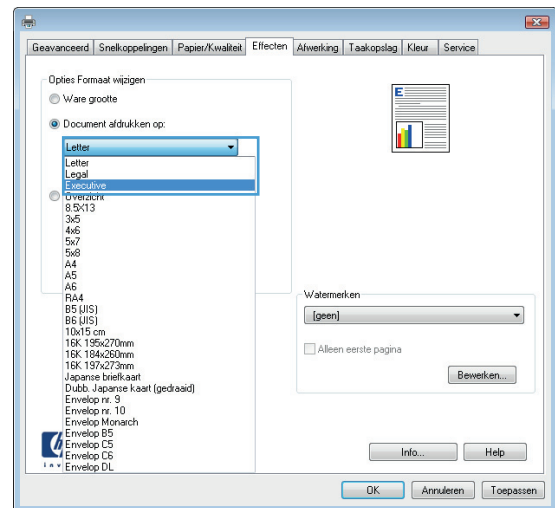 Geavanceerd Snelkoppelingen Papier/Kwaliteit Effecten Afwerking Taakopslag Kleur Service
Opties Formaat wijzigen
Ware grootte
Document afdrukken op:
Letter
Letter
Legal
Executive
Overzicht
8.5X13
3x5
4x6
5x7
5x8
A4
A5
A6
RA4
B5 (JIS)
B6 (JIS)
10x15 cm
16K 195x270mm
16K 184x260mm
16K 197x273mm
Japanse briefkaart
Dubb. Japanse kaart (gedraaid)
Envelop nr. 9
Envelop nr. 10
Envelop Monarch
Envelop B5
Envelop C5
Envelop C6
Envelop DL
E
Watermerken
[geen]
Alleen eerste pagina
Bewerken...
Info... Help
OK Annuleren Toepassen